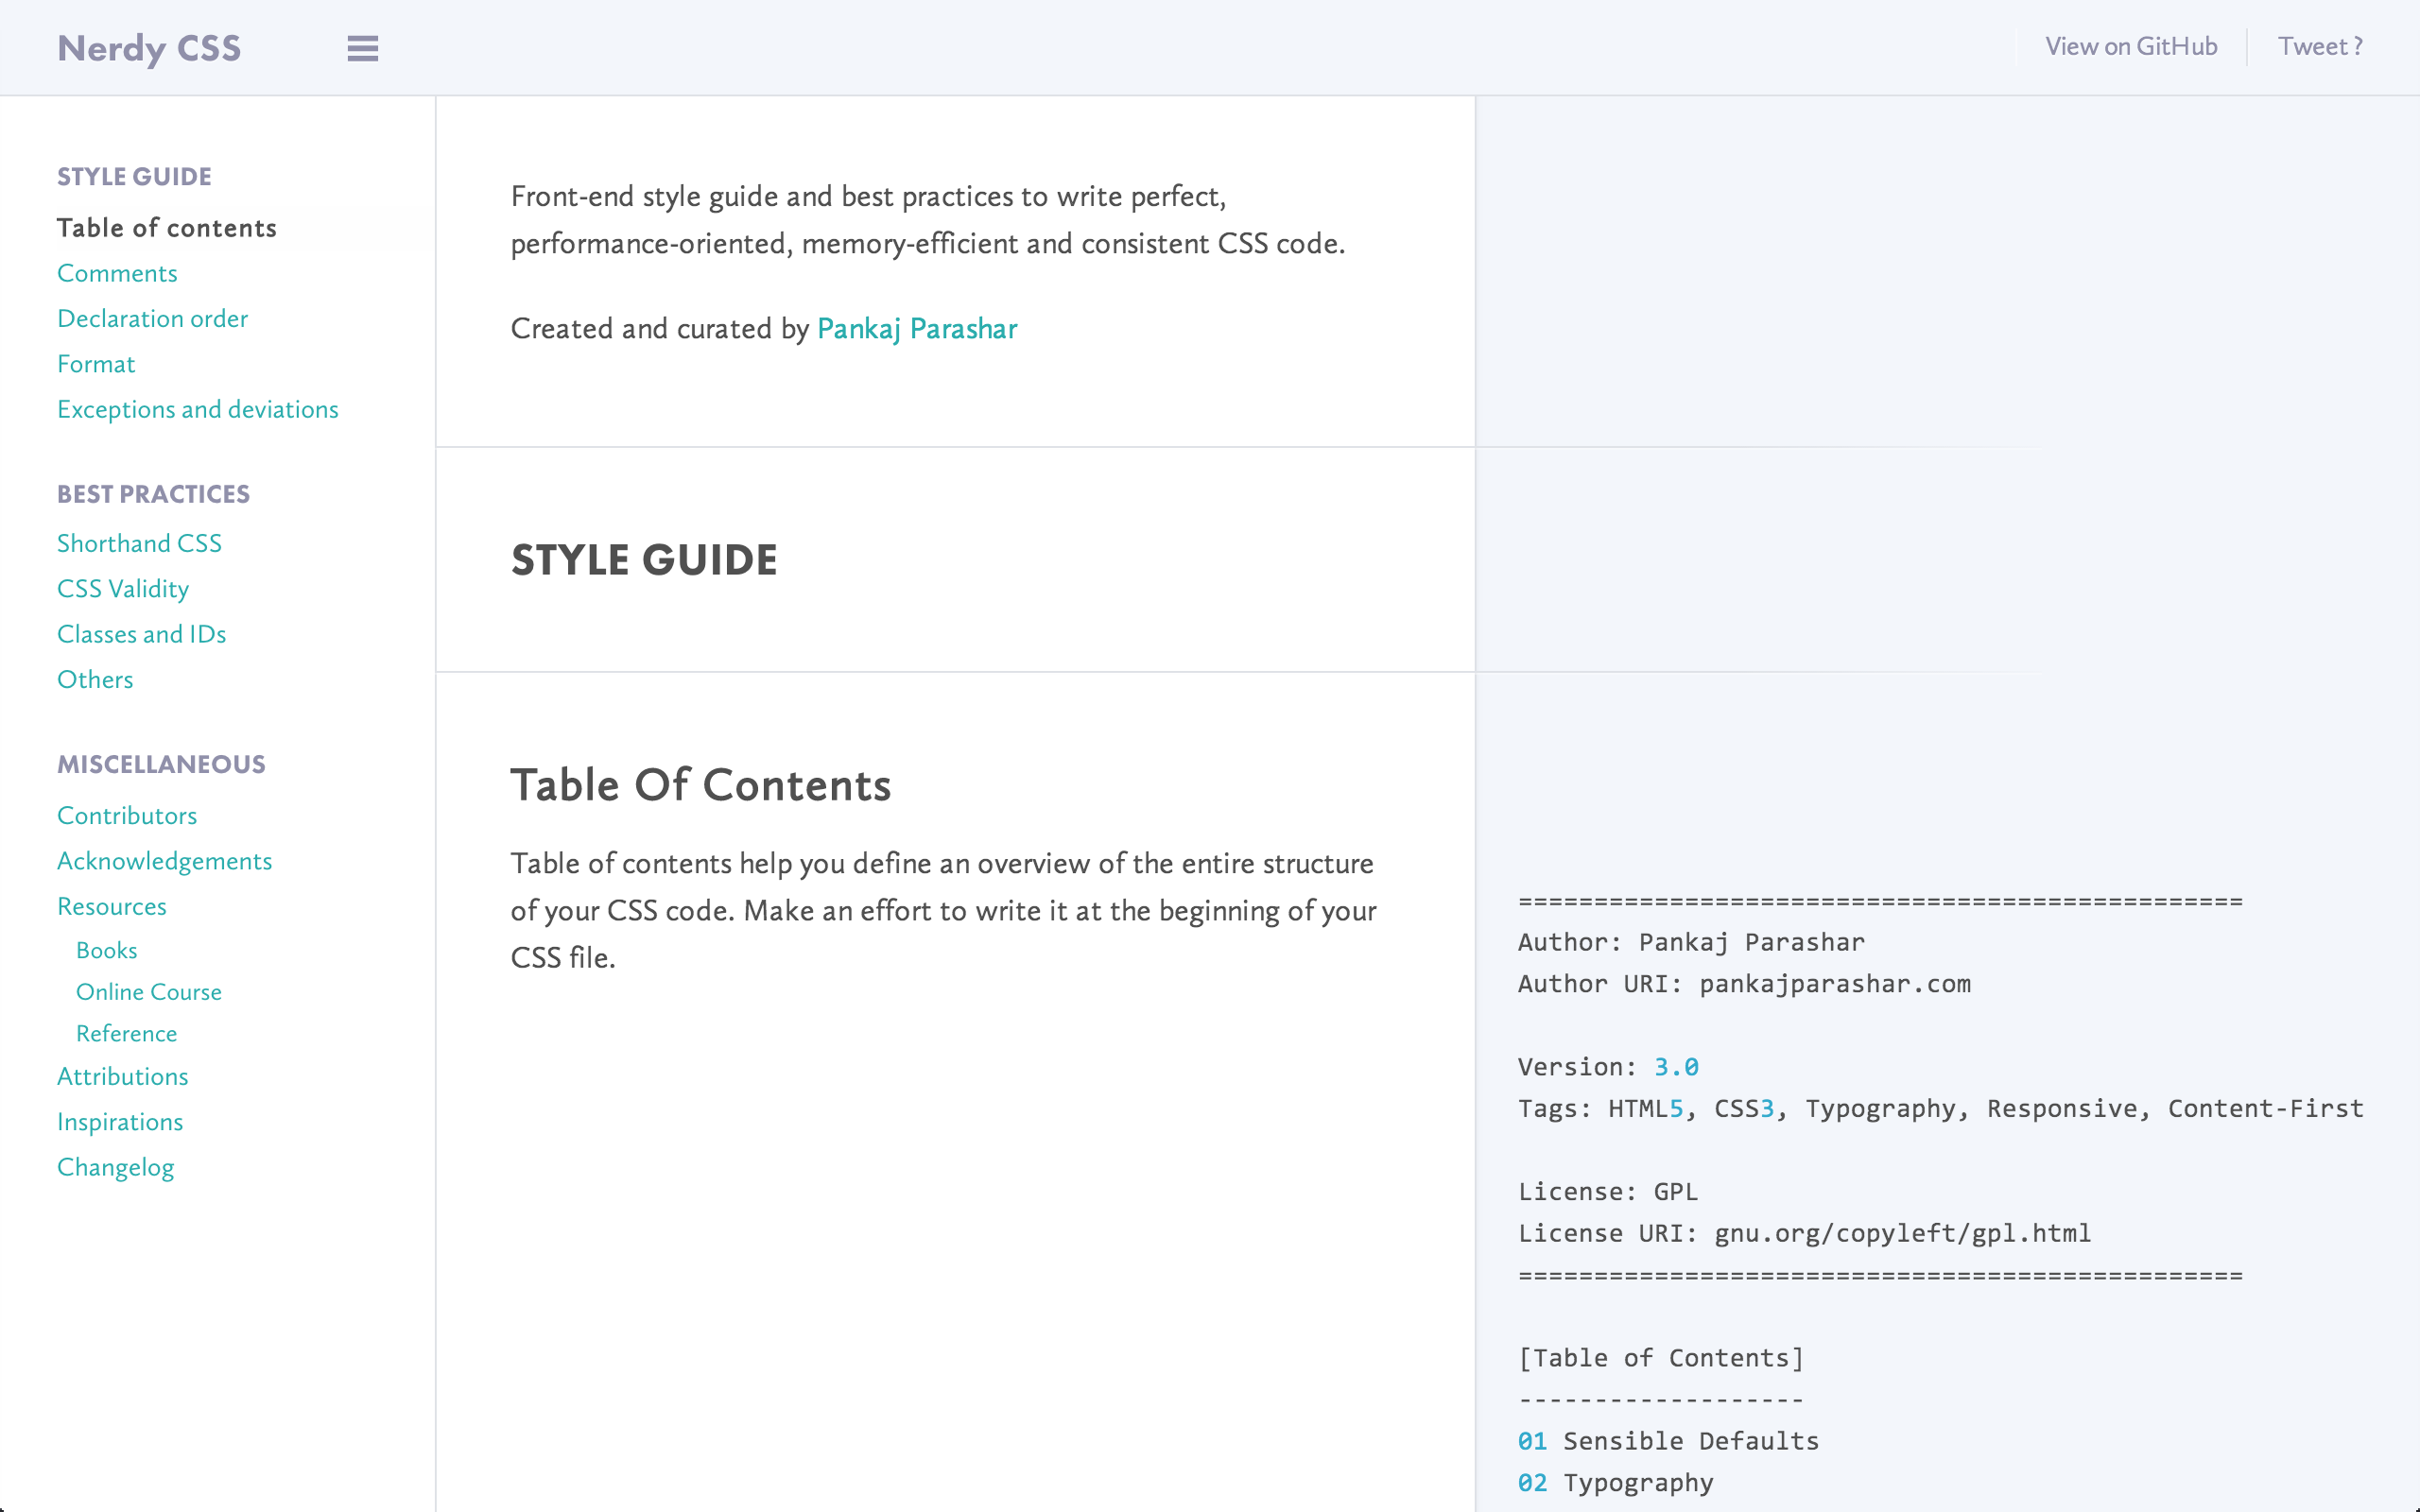 Nerdy CSS
View on GitHub
Tweet ?
STYLE GUIDE
Table of contents
Comments
Declaration order
Format
Exceptions and deviations
BEST PRACTICES
Shorthand CSS
CSS Validity
Classes and IDs
Others
MISCELLANEOUS
Contributors
Acknowledgements
Resources
Books
Online Course
Reference
Attributions
Inspirations
Changelog
Front-end style guide and best practices to write perfect,
performance-oriented, memory-efficient and consistent CSS code.
Created and curated by Pankaj Parashar
STYLE GUIDE
Table Of Contents
Table of contents help you define an overview of the entire structure
of your CSS code. Make an effort to write it at the beginning of your
CSS file.
================================================
Author: Pankaj Parashar
Author URI: pankajparashar.com
Version: 3.0
Tags: HTML5, CSS3, Typography, Responsive, Content-First
License: GPL
License URI: gnu.org/copyleft/gpl.html
================================================
[Table of Contents]
-------------------
01 Sensible Defaults
02 Typography